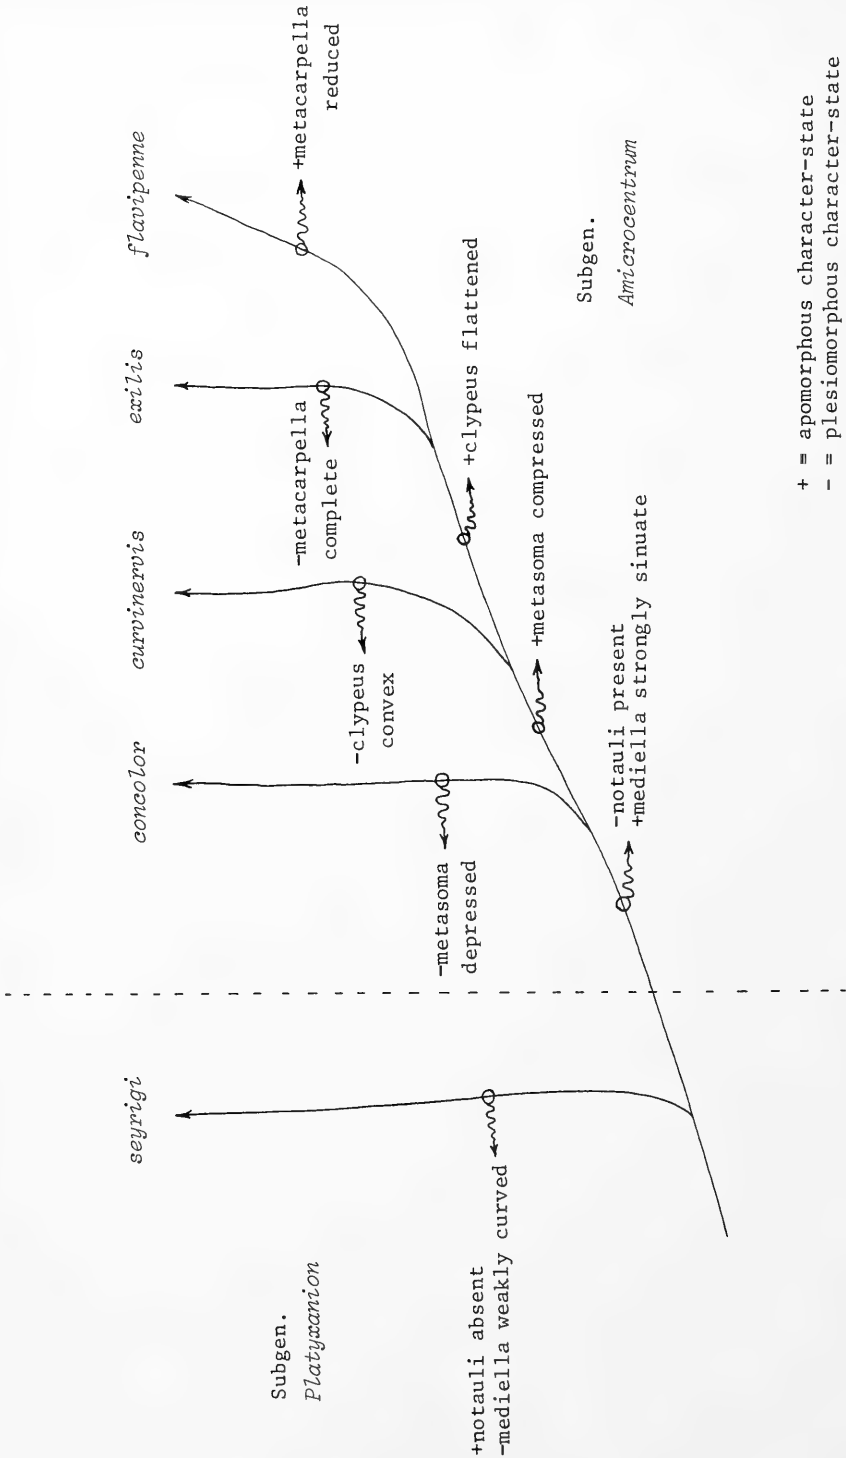 seyrigi
concolor
curvinervis
exilis
flavipenne
Subgen.
Platyxanion
+notauli absent
-mediella weakly curved
-metasoma
depressed
-clypeus
convex
-metacarpella
complete
+metacarpella
reduced
+clypeus flattened
+metasoma compressed
-notauli present
+mediella strongly sinuate
Subgen.
Amicrocentrum
+ = apomorphous character-state
- = plesiomorphous character-state